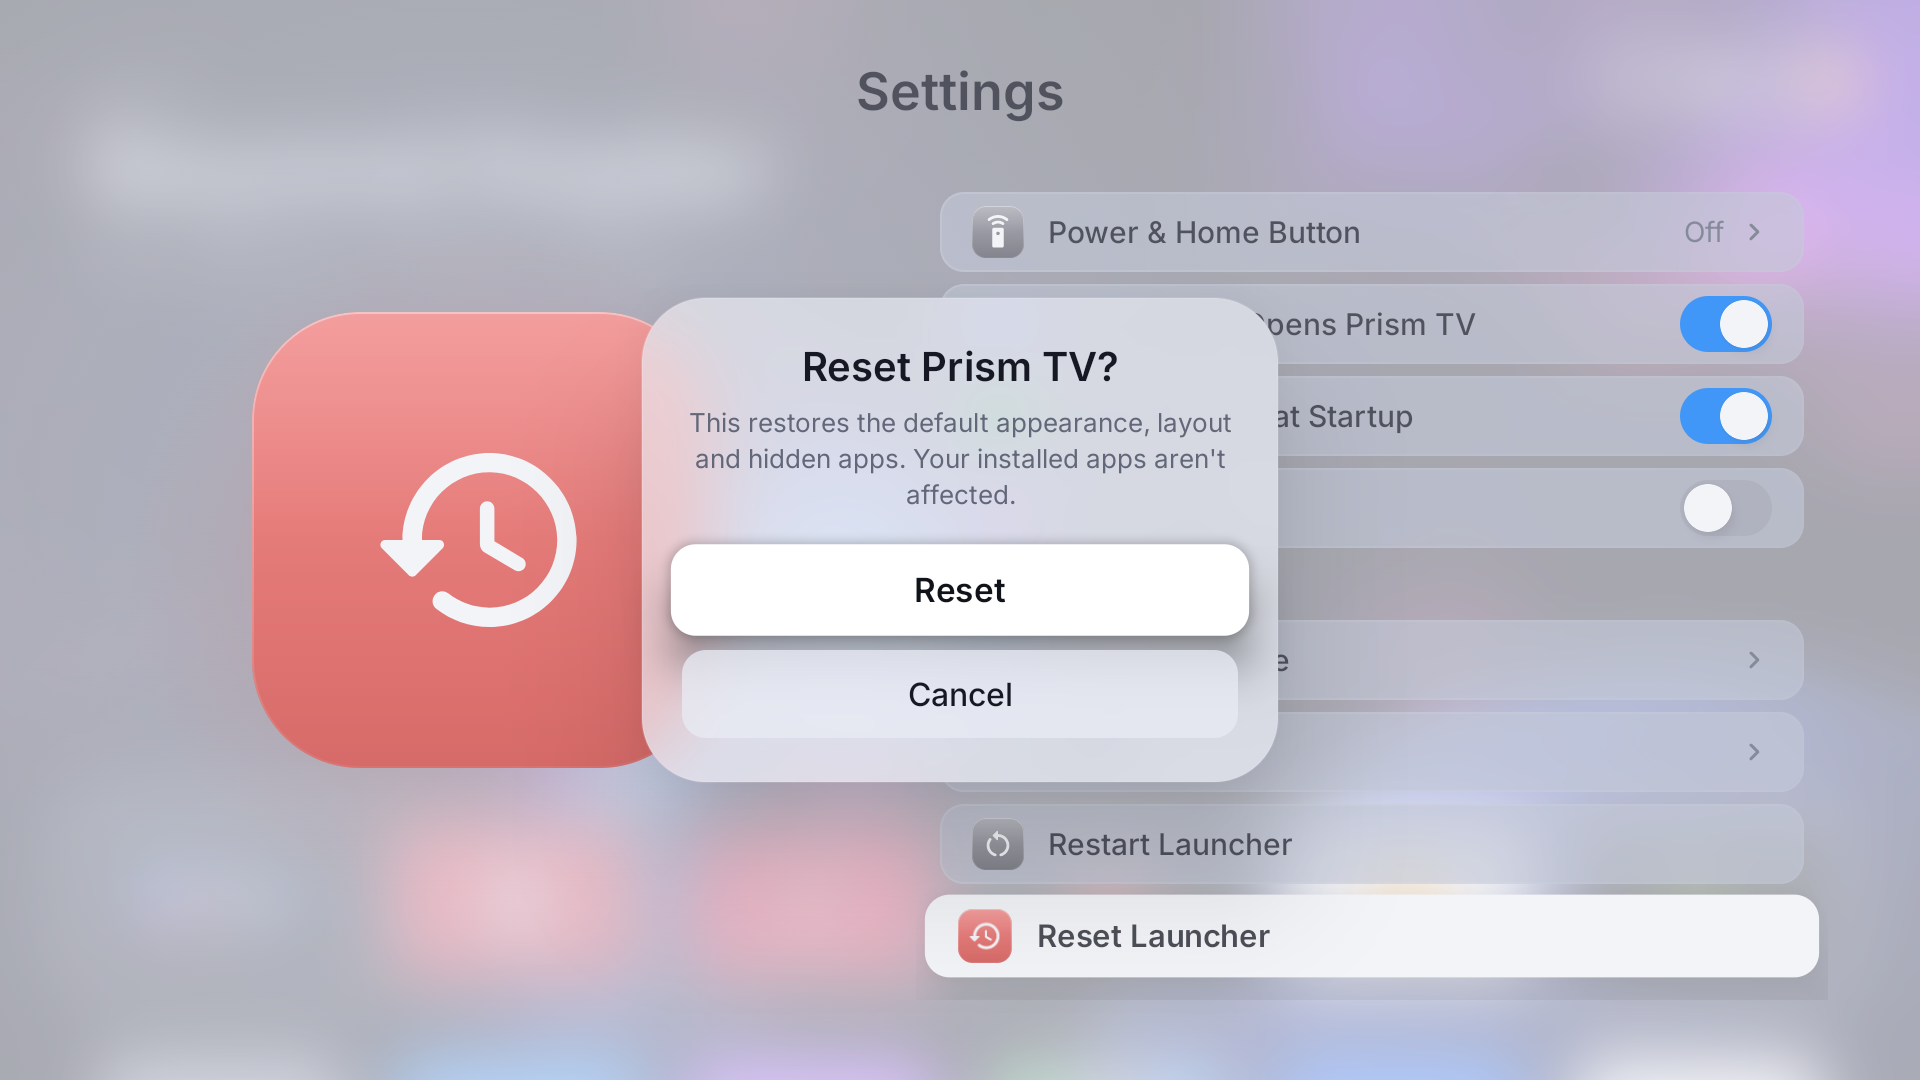 Settings
Power & Home Button
Off
pens Prism TV
at Startup
Reset Prism TV?
This restores the default appearance, layout
and hidden apps. Your installed apps aren't
affected.
Reset
Cancel
e
Restart Launcher
Reset Launcher